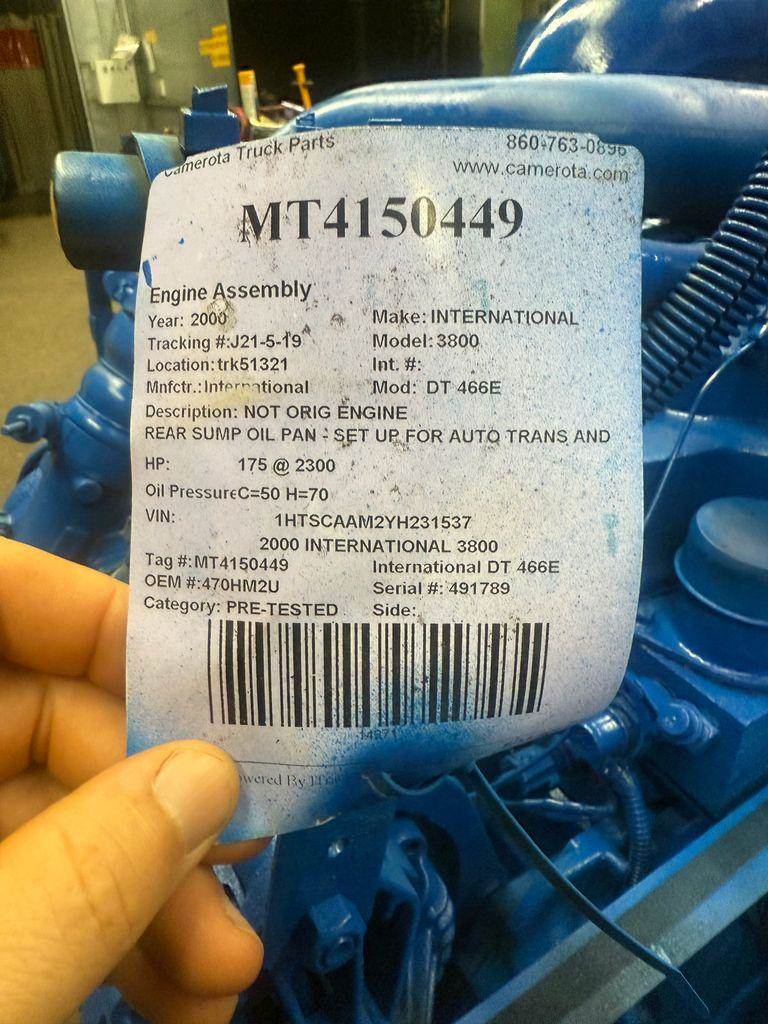 Camerota Truck Parts 860-763-0896
www.camerota.com
MT4150449
Engine Assembly
Year: 2000 Make: INTERNATIONAL
Tracking #:J21-5-19 Model: 3800
Location: trk51321 Int. #:
Mnfctr.: International Mod: DT 466E
Description: NOT ORIG ENGINE
REAR SUMP OIL PAN - SET UP FOR AUTO TRANS AND
HP: 175 @ 2300
Oil Pressure C=50 H=70
VIN: 1HTSCAAM2YH231537
2000 INTERNATIONAL 3800
Tag #:MT4150449 International DT 466E
OEM #:470HM2U Serial #: 491789
Category: PRE-TESTED Side:
14371
Powered By